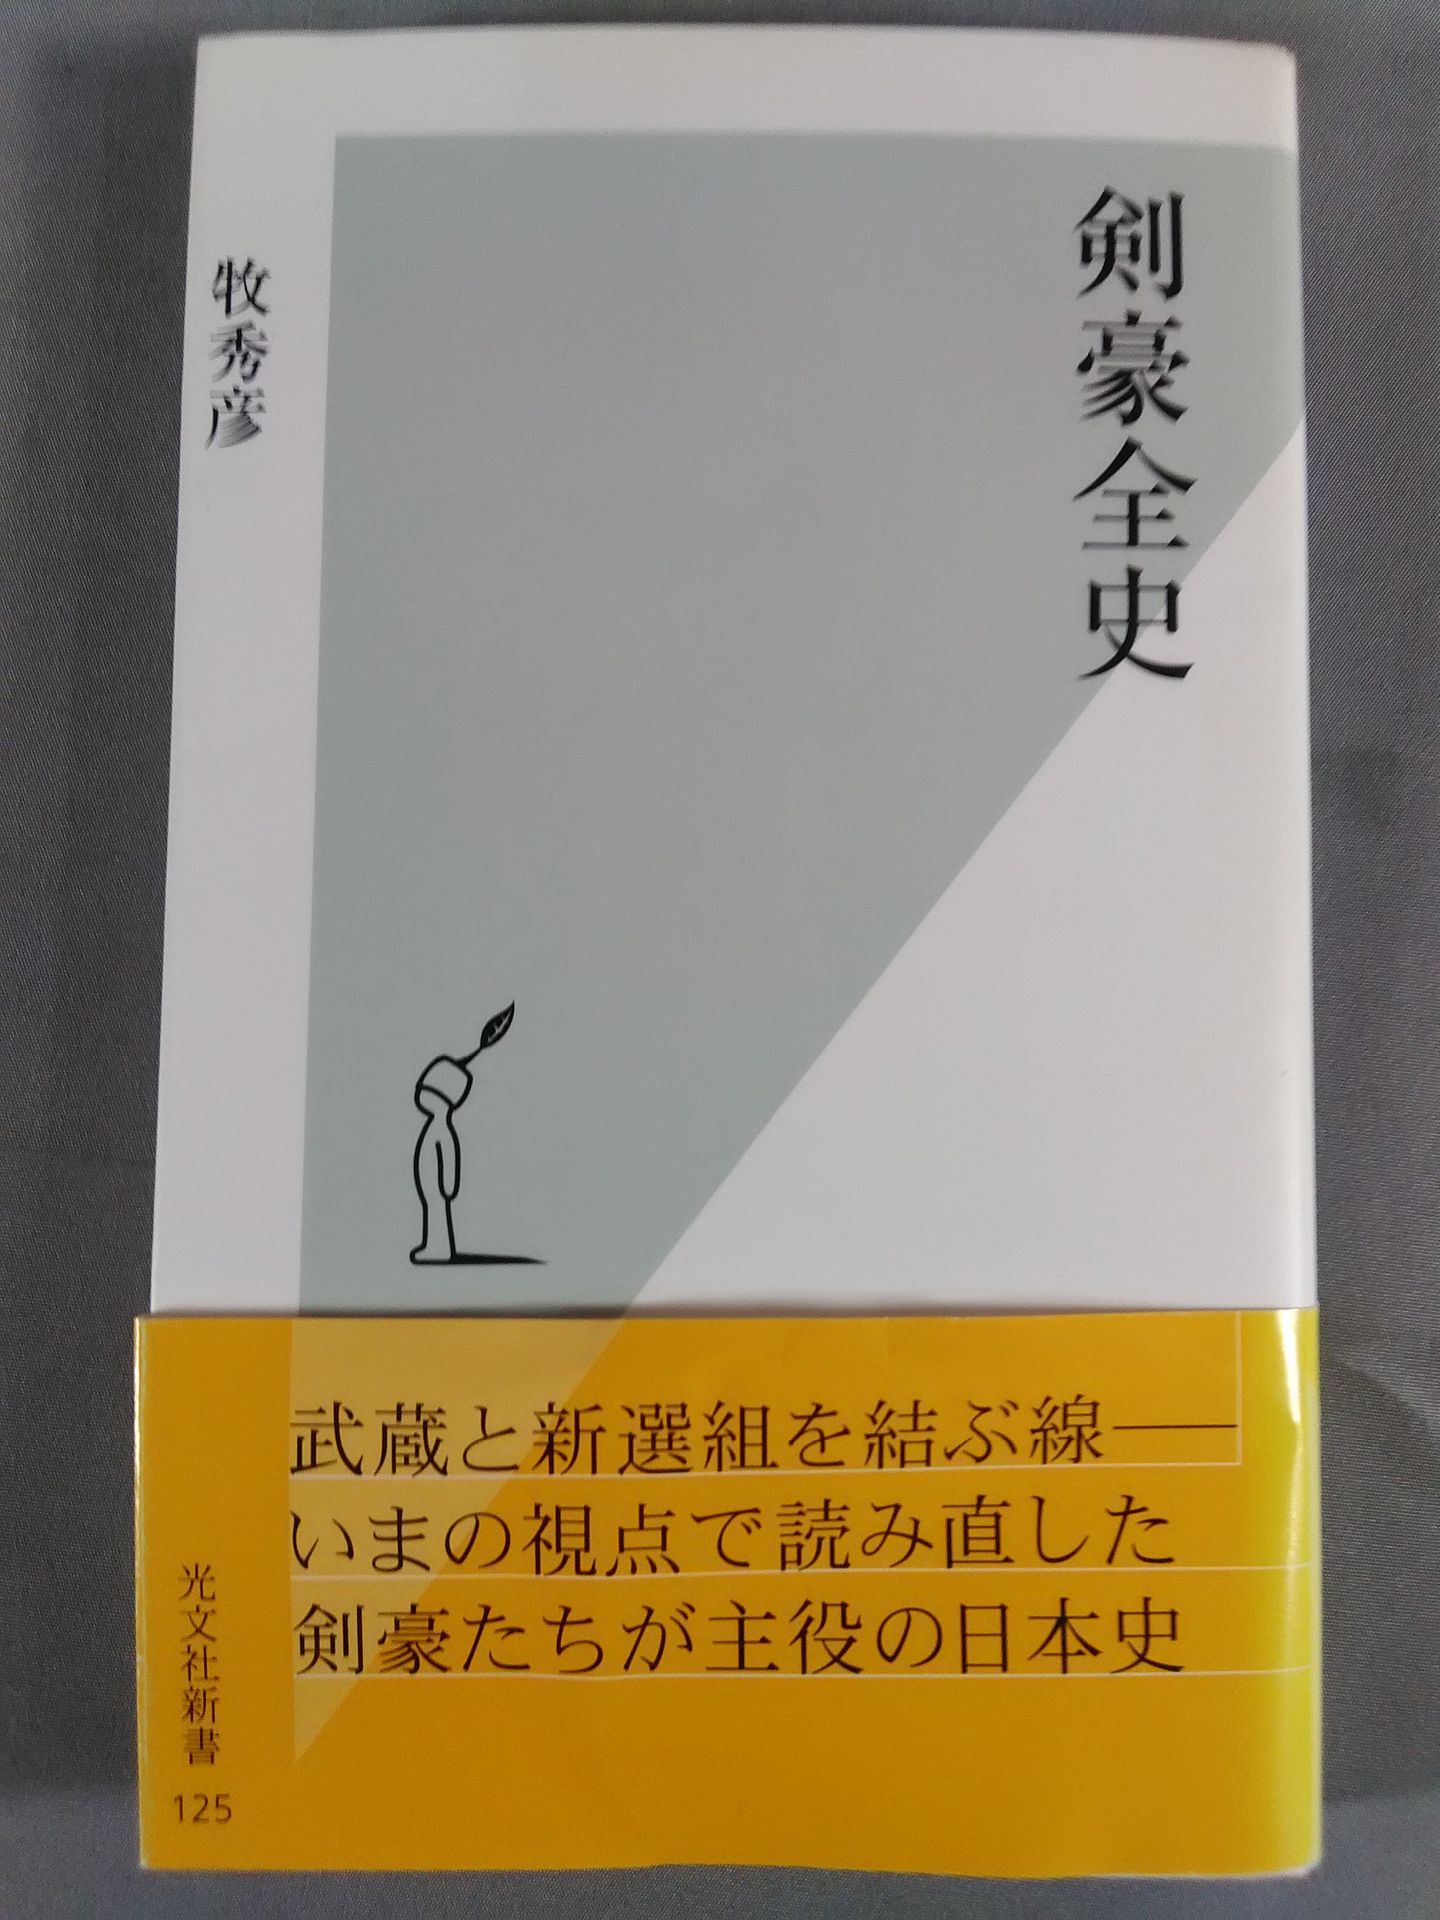 剣豪全史
牧秀彦
武蔵と新選組を結ぶ線――
いまの視点で読み直した
剣豪たちが主役の日本史
光文社新書
125